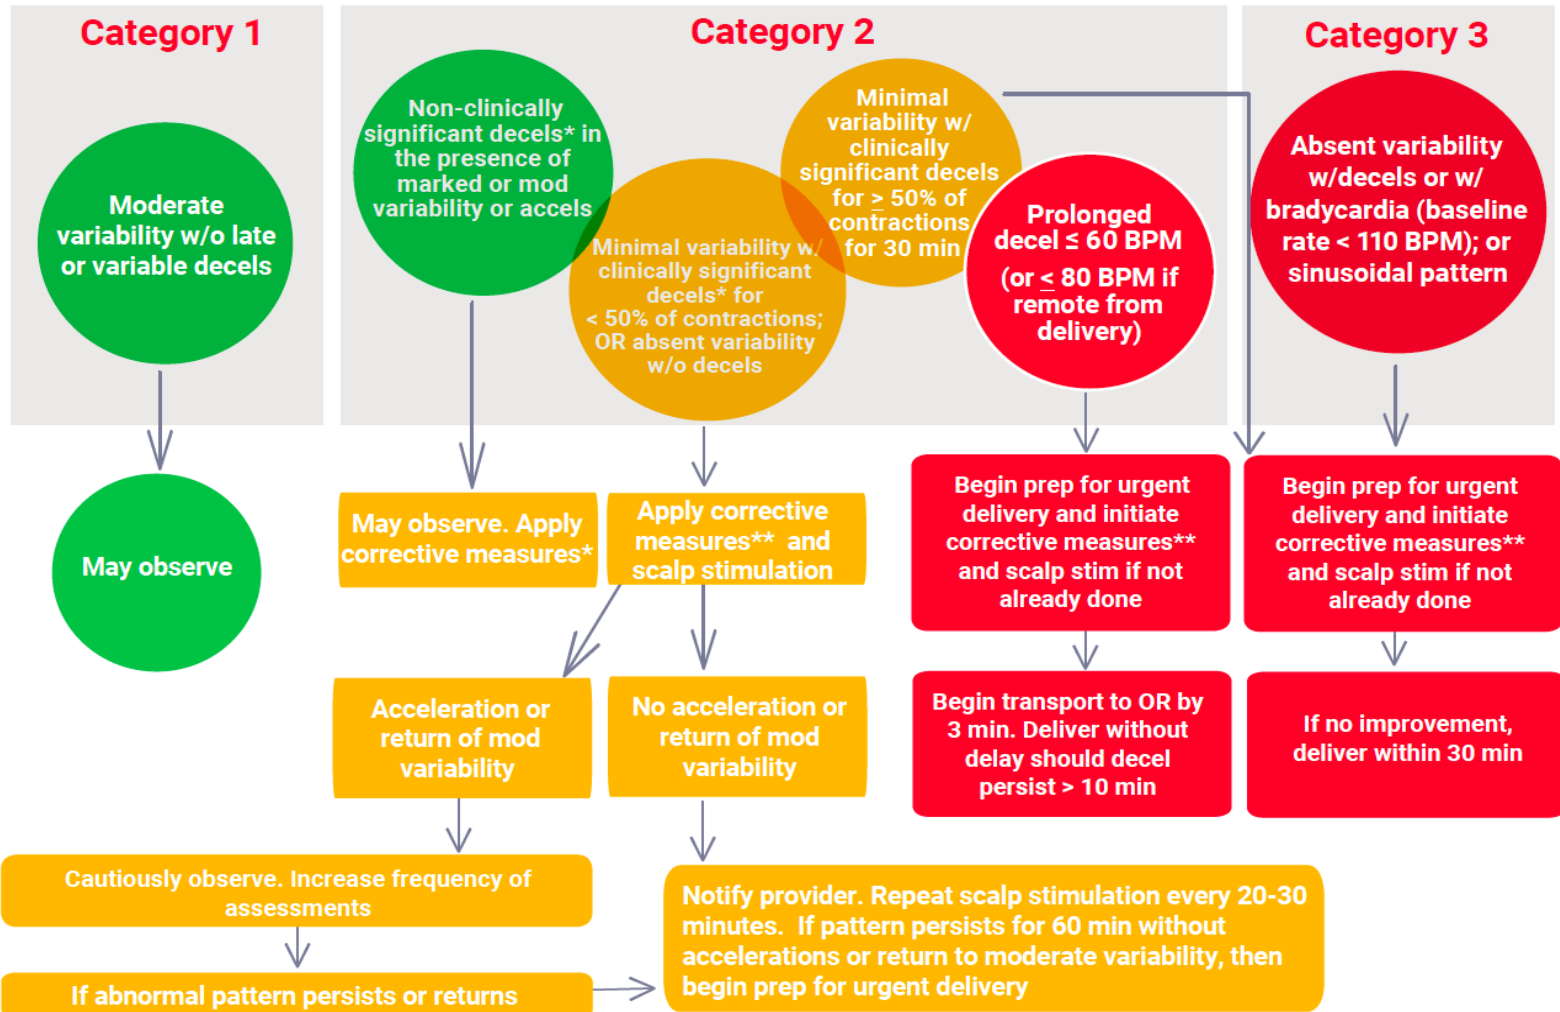 Category 1
Moderate
variability w/o late
or variable decels
May observe
Category 2
Non-clinically
significant decels* in
the presence of
marked or mod
variability or accels
Minimal variability w/
clinically significant
decels* for
< 50% of contractions;
OR absent variability
w/o decels
Minimal
variability w/
clinically
significant decels
for ≥ 50% of
contractions
for 30 min
Prolonged
decel ≤ 60 BPM
(or ≤ 80 BPM if
remote from
delivery)
Category 3
Absent variability
w/decels or w/
bradycardia (baseline
rate < 110 BPM); or
sinusoidal pattern
May observe. Apply
corrective measures*
Apply corrective
measures** and
scalp stimulation
Begin prep for urgent
delivery and initiate
corrective measures**
and scalp stim if not
already done
Begin prep for urgent
delivery and initiate
corrective measures**
and scalp stim if not
already done
Acceleration or
return of mod
variability
No acceleration or
return of mod
variability
Begin transport to OR by
3 min. Deliver without
delay should decel
persist > 10 min
If no improvement,
deliver within 30 min
Cautiously observe. Increase frequency of
assessments
If abnormal pattern persists or returns
Notify provider. Repeat scalp stimulation every 20-30
minutes. If pattern persists for 60 min without
accelerations or return to moderate variability, then
begin prep for urgent delivery